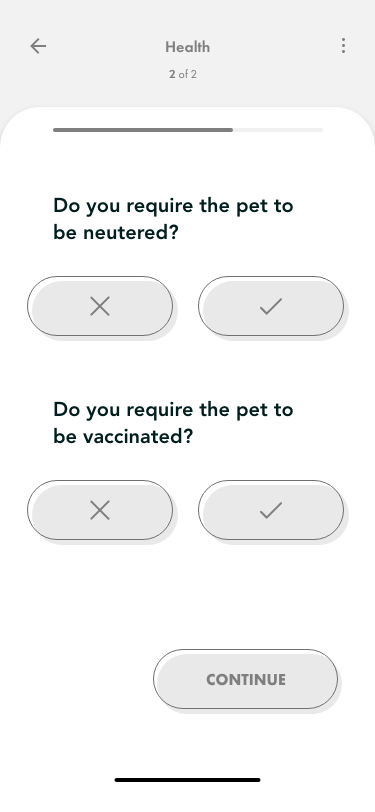 Health
2 of 2
Do you require the pet to
be neutered?
Do you require the pet to
be vaccinated?
CONTINUE